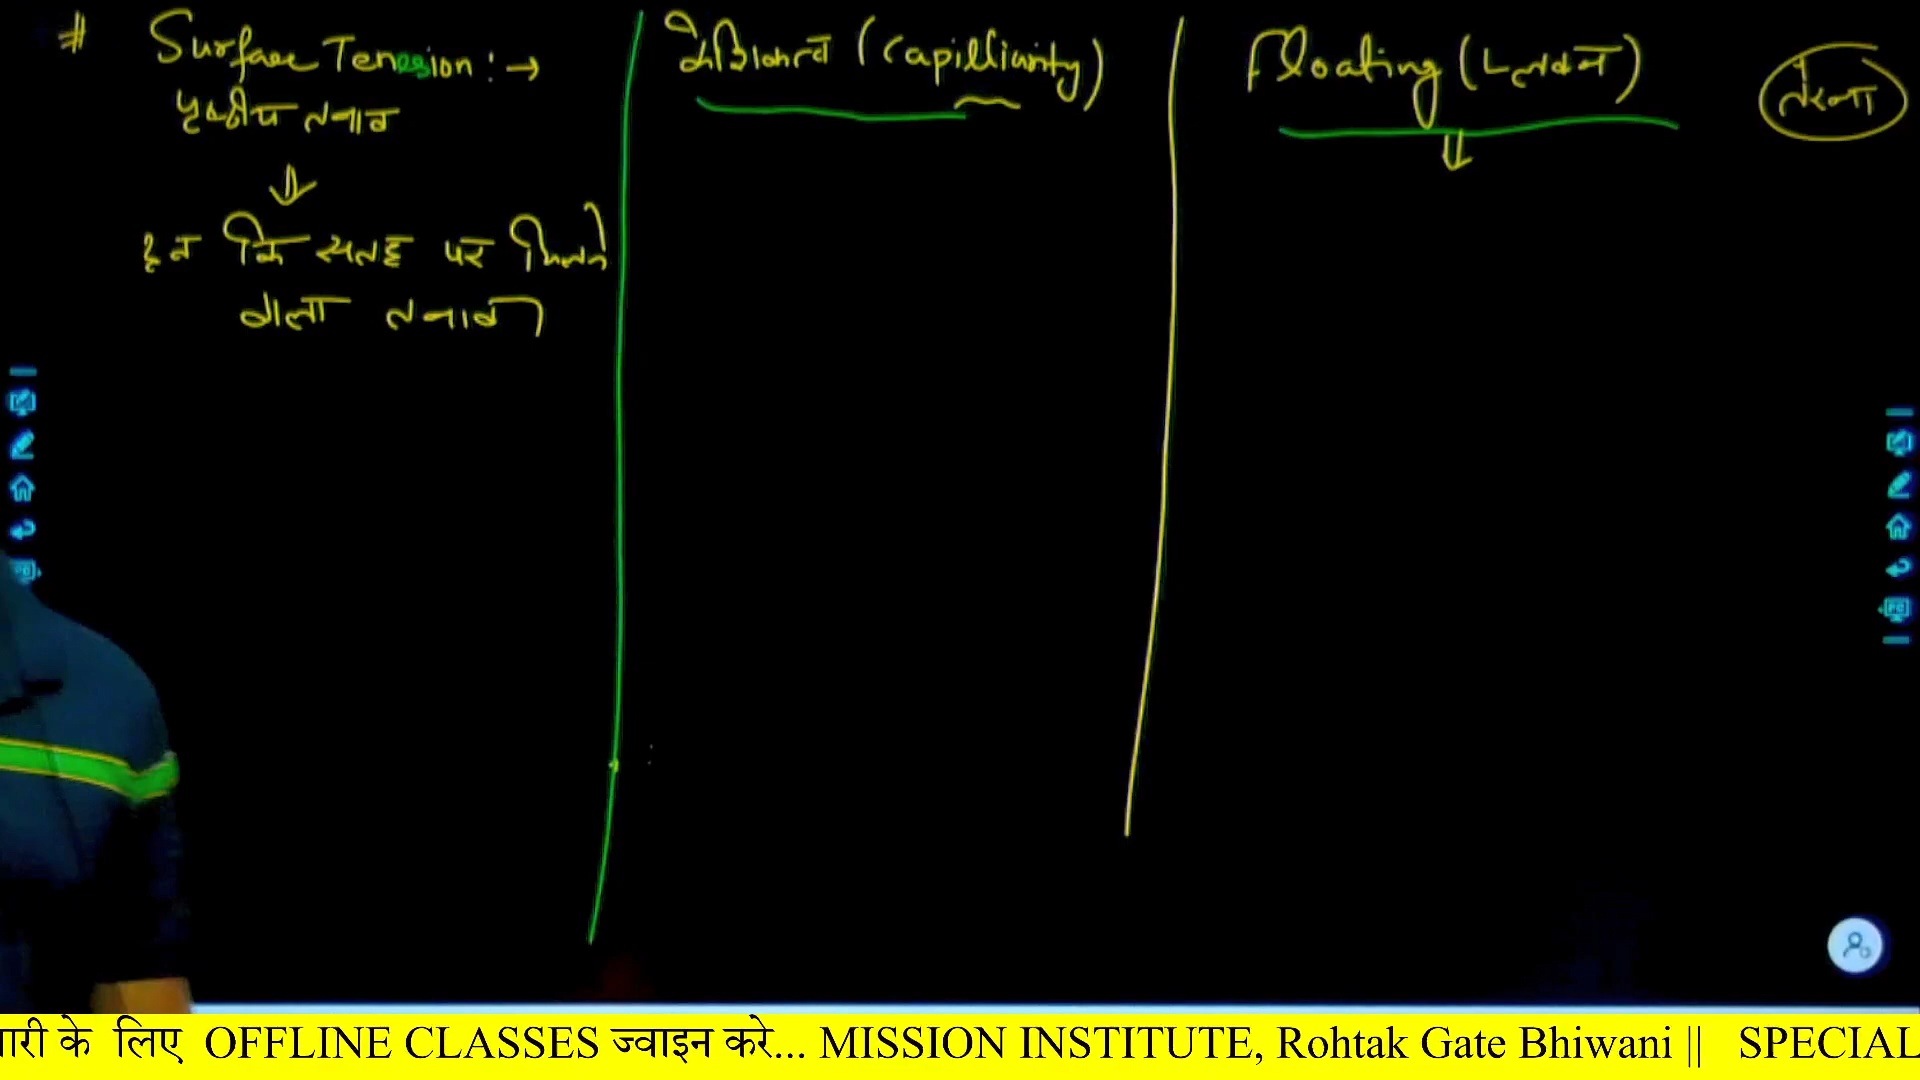 # Surface Tension :→
पृष्ठीय तनाव
द्रव कि सतह पर मिलने
वाला तनाव
केशिकत्व (Capilliarity)
Floating (प्लवन)
तैरना
ारी के लिए OFFLINE CLASSES ज्वाइन करे... MISSION INSTITUTE, Rohtak Gate Bhiwani || SPECIAL